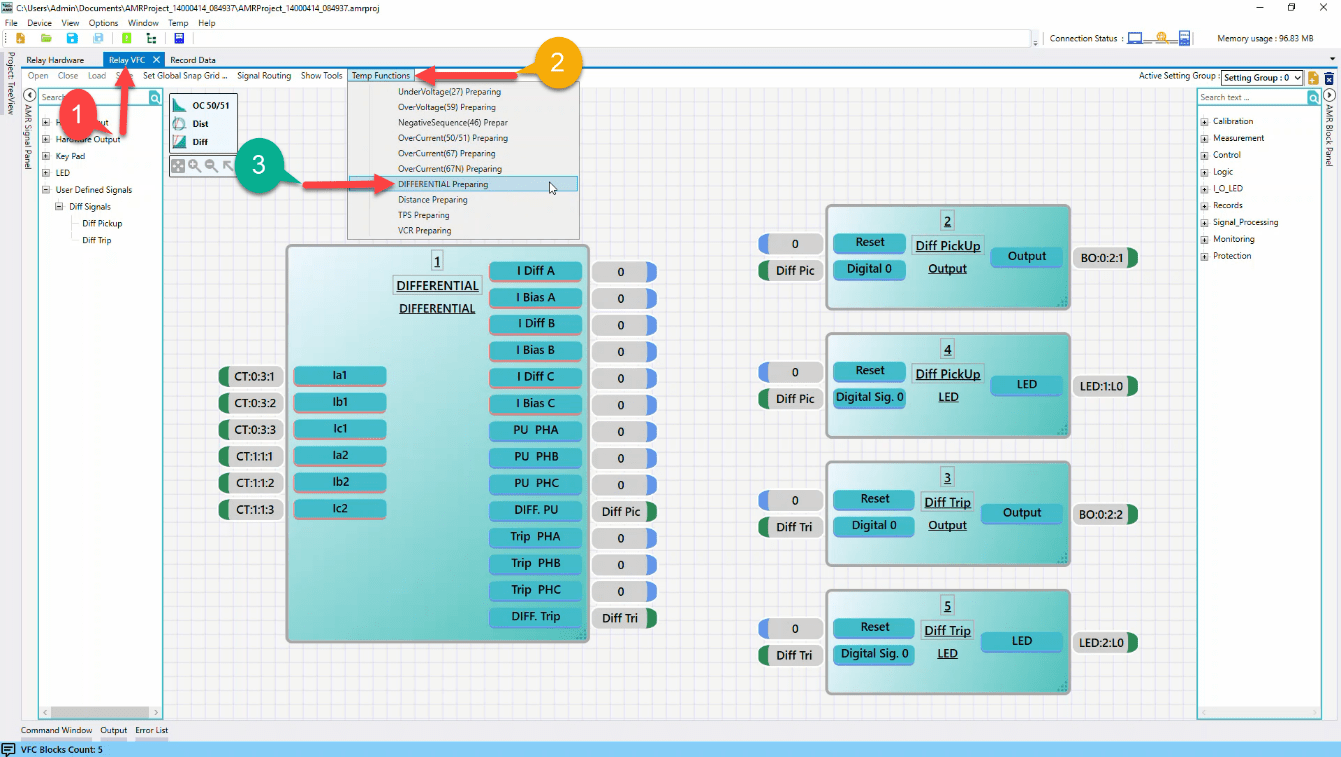 C:\Users\Admin\Documents\AMRProject_14000414_084937\AMRProject_14000414_084937.amrproj
File Device View Options Window Temp Help
Connection Status :
Memory usage : 96.83 MB
Relay Hardware Relay VFC Record Data
Open Close Load Set Global Snap Grid ... Signal Routing Show Tools Temp Functions
Active Setting Group : Setting Group : 0
2
Project TreeView
AMR Signal Panel
Search
1
Hardware Output
Key Pad
LED
User Defined Signals
Diff Signals
Diff Pickup
Diff Trip
OC 50/51
Dist
Diff
3
UnderVoltage(27) Preparing
OverVoltage(59) Preparing
NegativeSequence(46) Prepar
OverCurrent(50/51) Preparing
OverCurrent(67) Preparing
OverCurrent(67N) Preparing
DIFFERENTIAL Preparing
Distance Preparing
TPS Preparing
VCR Preparing
1
DIFFERENTIAL
DIFFERENTIAL
CT:0:3:1 Ia1
CT:0:3:2 Ib1
CT:0:3:3 Ic1
CT:1:1:1 Ia2
CT:1:1:2 Ib2
CT:1:1:3 Ic2
I Diff A 0
I Bias A 0
I Diff B 0
I Bias B 0
I Diff C 0
I Bias C 0
PU PHA 0
PU PHB 0
PU PHC 0
DIFF. PU Diff Pic
Trip PHA 0
Trip PHB 0
Trip PHC 0
DIFF. Trip Diff Tri
2
0 Reset Diff PickUp Output BO:0:2:1
Diff Pic Digital 0 Output
4
0 Reset Diff PickUp LED LED:1:L0
Diff Pic Digital Sig. 0 LED
3
0 Reset Diff Trip Output BO:0:2:2
Diff Tri Digital 0 Output
5
0 Reset Diff Trip LED LED:2:L0
Diff Tri Digital Sig. 0 LED
Search text ...
Calibration
Measurement
Control
Logic
I_O_LED
Records
Signal_Processing
Monitoring
Protection
AMR Block Panel
Command Window Output Error List
VFC Blocks Count: 5